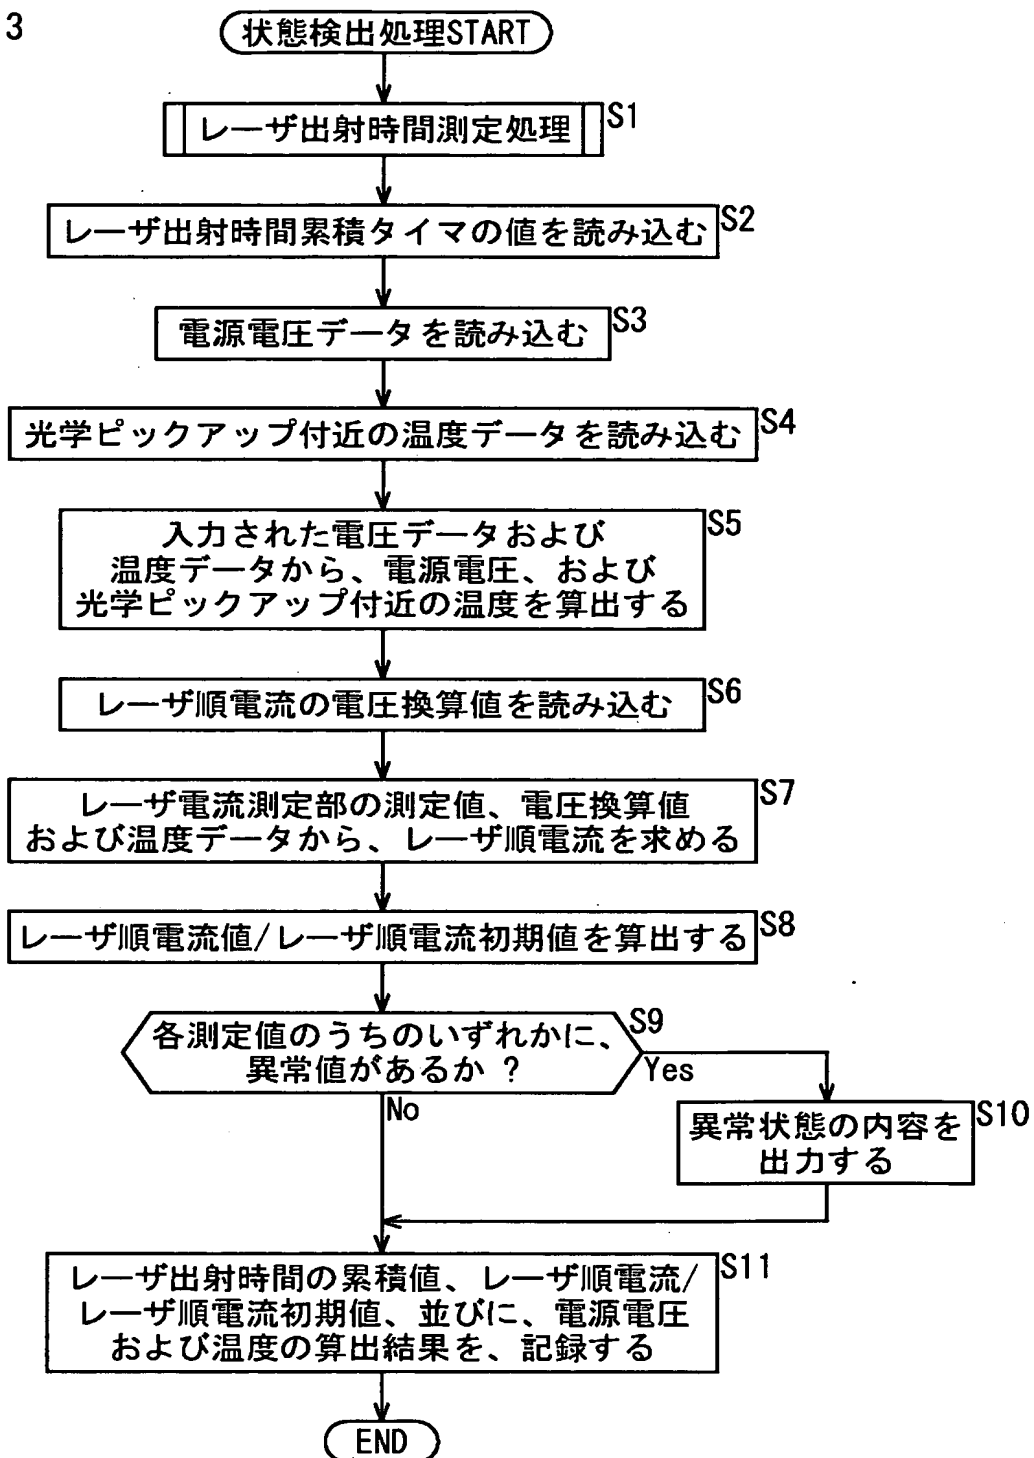 3
状態検出処理START
レーザ出射時間測定処理
S1
レーザ出射時間累積タイマの値を読み込む
S2
電源電圧データを読み込む
S3
光学ピックアップ付近の温度データを読み込む
S4
入力された電圧データおよび
温度データから、電源電圧、および
光学ピックアップ付近の温度を算出する
S5
レーザ順電流の電圧換算値を読み込む
S6
レーザ電流測定部の測定値、電圧換算値
および温度データから、レーザ順電流を求める
S7
レーザ順電流値/レーザ順電流初期値を算出する
S8
各測定値のうちのいずれかに、
異常値があるか ?
S9
Yes
No
異常状態の内容を
出力する
S10
レーザ出射時間の累積値、レーザ順電流/
レーザ順電流初期値、並びに、電源電圧
および温度の算出結果を、記録する
S11
END